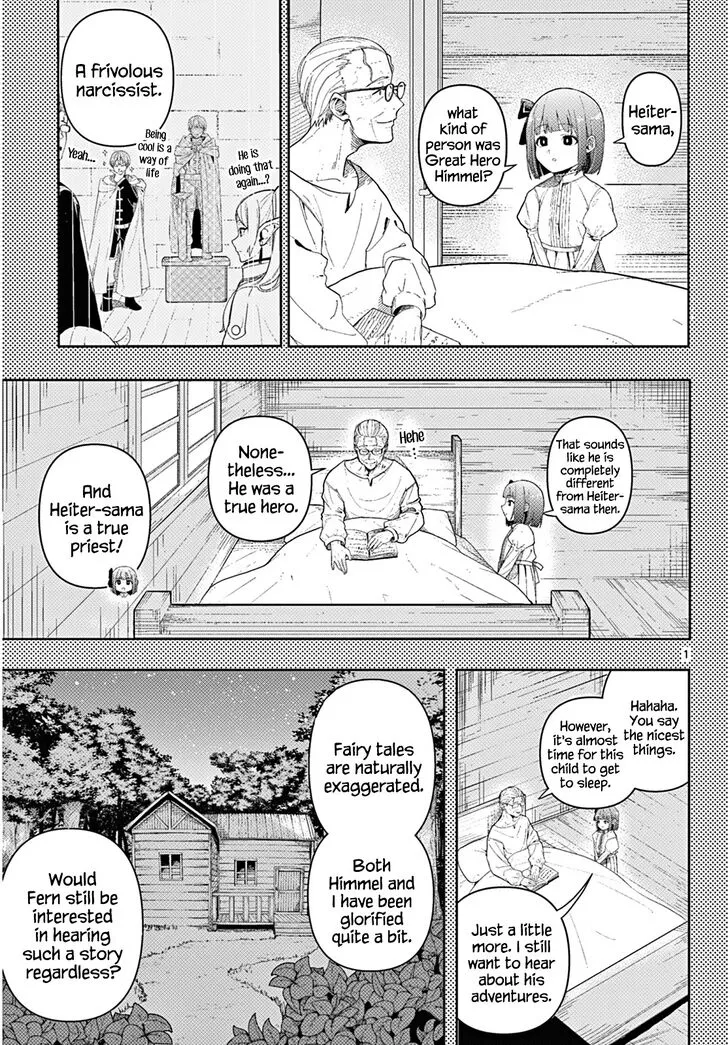 Heiter-
sama,
what
kind of
person was
Great Hero
Himmel?
A frivolous
narcissist.
Being
cool is a
way of
life
Yeah...
He is
doing that
again...?
That sounds
like he is
completely
different
from Heiter-
sama then.
Hehe
...
None-
theless...
He was a
true hero.
And
Heiter-sama
is a true
priest!
1
Hahaha.
You say
the nicest
things.
However,
it's almost
time for this
child to get
to sleep.
Just a little
more. I still
want to hear
about his
adventures.
Fairy tales
are naturally
exaggerated.
Both
Himmel and
I have been
glorified
quite a bit.
Would
Fern still be
interested
in hearing
such a story
regardless?